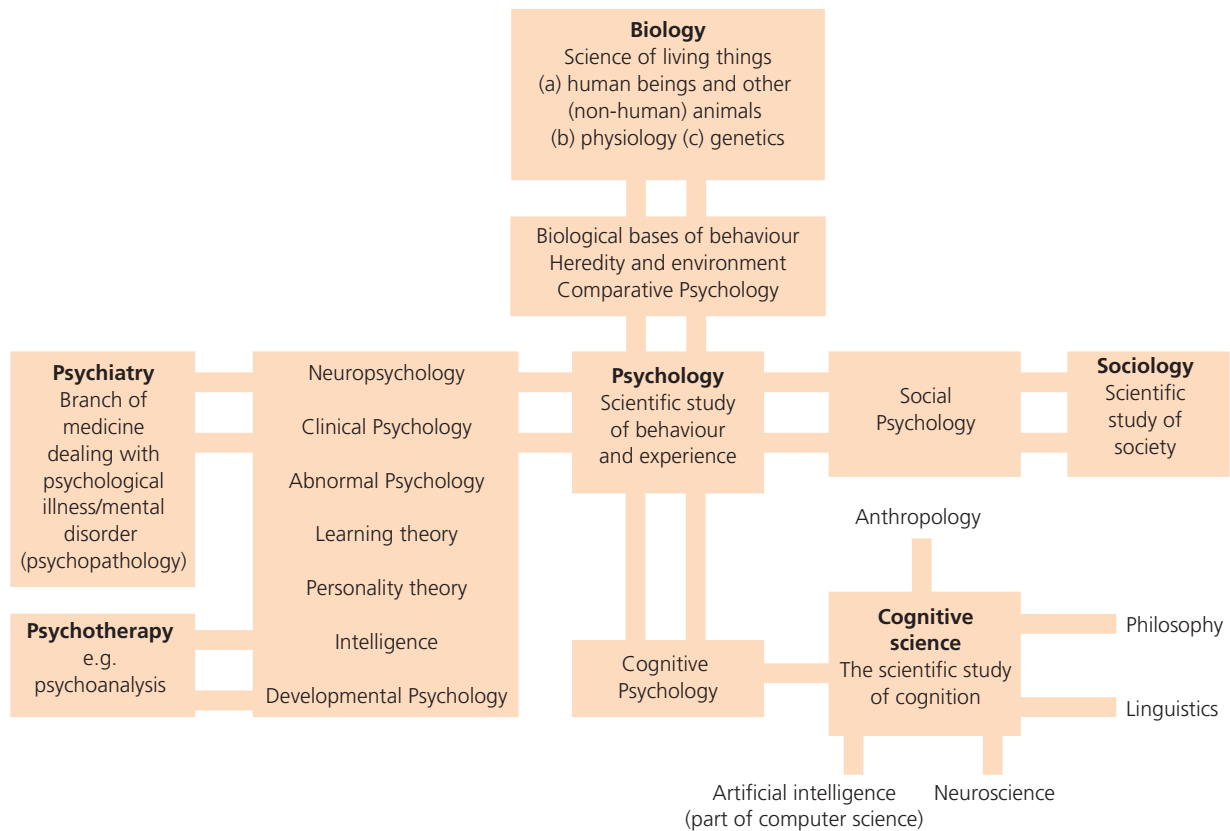 Biology
Science of living things
(a) human beings and other
(non-human) animals
(b) physiology (c) genetics
Biological bases of behaviour
Heredity and environment
Comparative Psychology
Psychiatry
Branch of
medicine
dealing with
psychological
illness/mental
disorder
(psychopathology)
Psychotherapy
e.g.
psychoanalysis
Neuropsychology
Clinical Psychology
Abnormal Psychology
Learning theory
Personality theory
Intelligence
Developmental Psychology
Psychology
Scientific study
of behaviour
and experience
Social
Psychology
Sociology
Scientific
study of
society
Cognitive
Psychology
Anthropology
Cognitive
science
The scientific study
of cognition
Philosophy
Linguistics
Artificial intelligence
(part of computer science)
Neuroscience